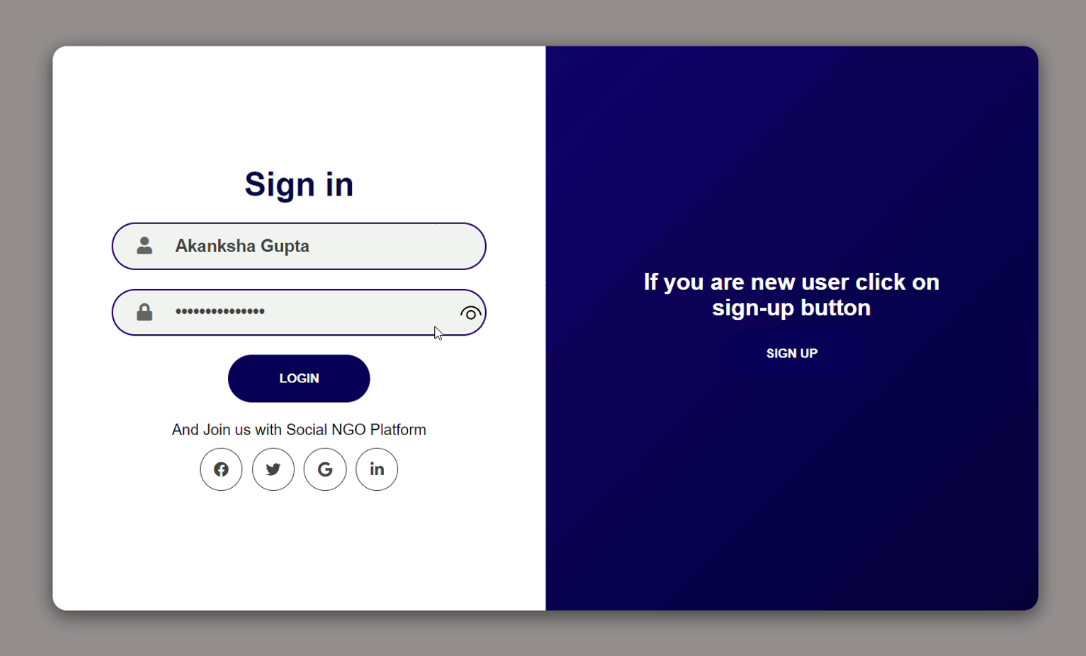 Sign in
Akanksha Gupta
•••••••••••••••
LOGIN
And Join us with Social NGO Platform
If you are new user click on
sign-up button
SIGN UP